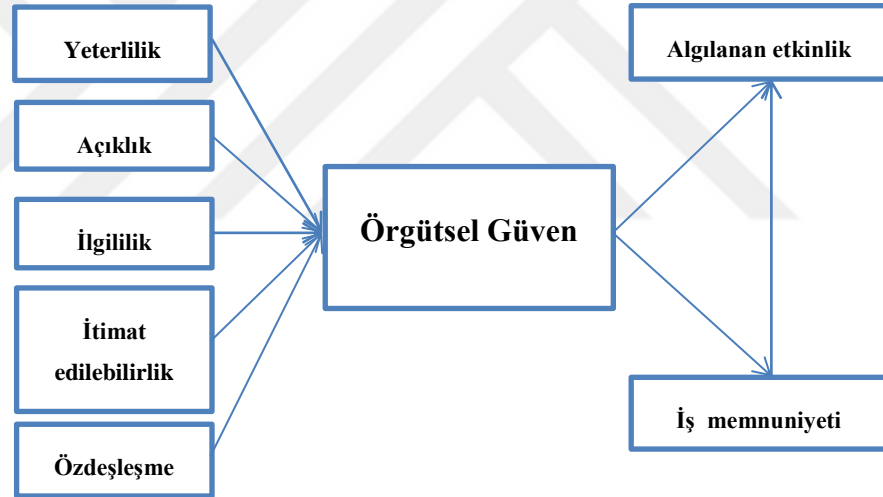 Yeterlilik
Açıklık
İlgililik
İtimat
edilebilirlik
Özdeşleşme
Örgütsel Güven
Algılanan etkinlik
İş memnuniyeti